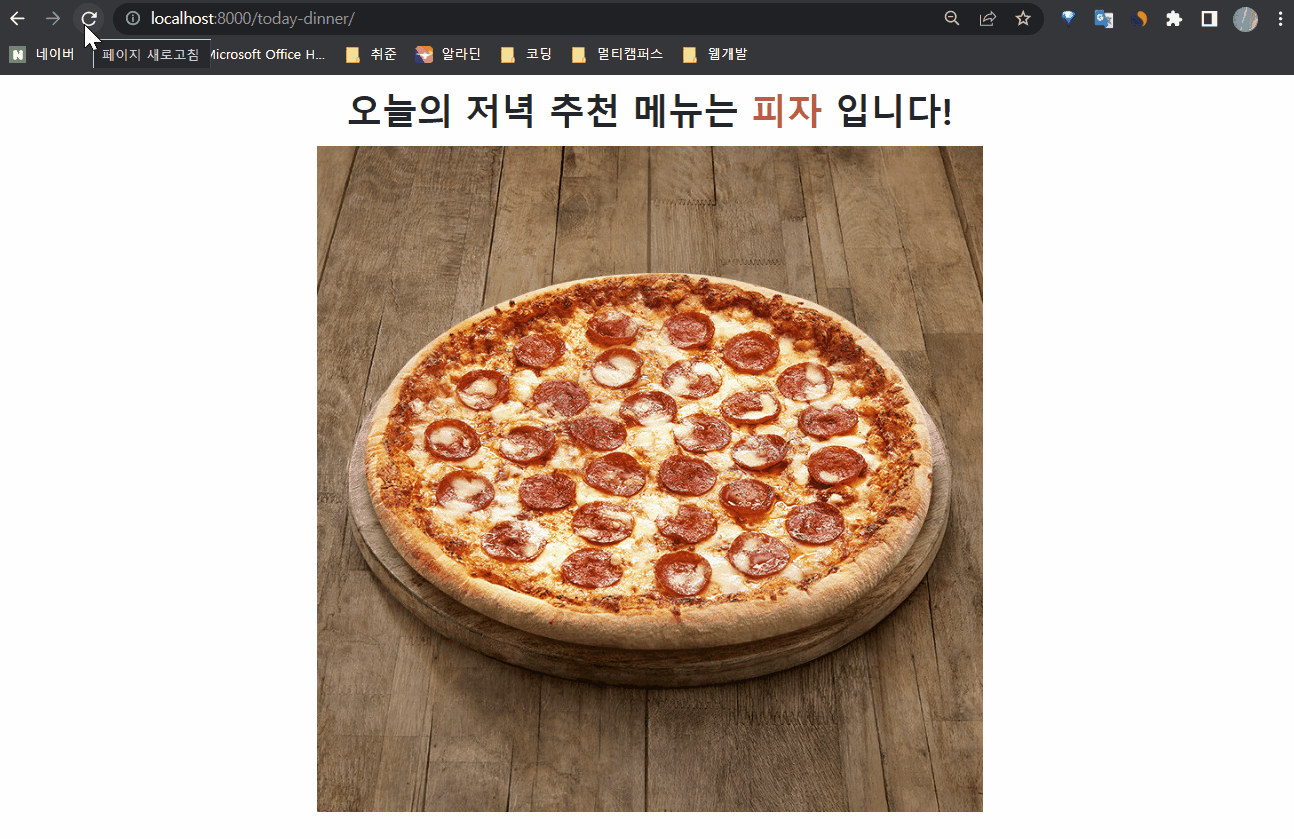 localhost:8000/today-dinner/
N 네이버 페이지 새로고침 Microsoft Office H... 취준 알라딘 코딩 멀티캠퍼스 웹개발
오늘의 저녁 추천 메뉴는 피자 입니다!